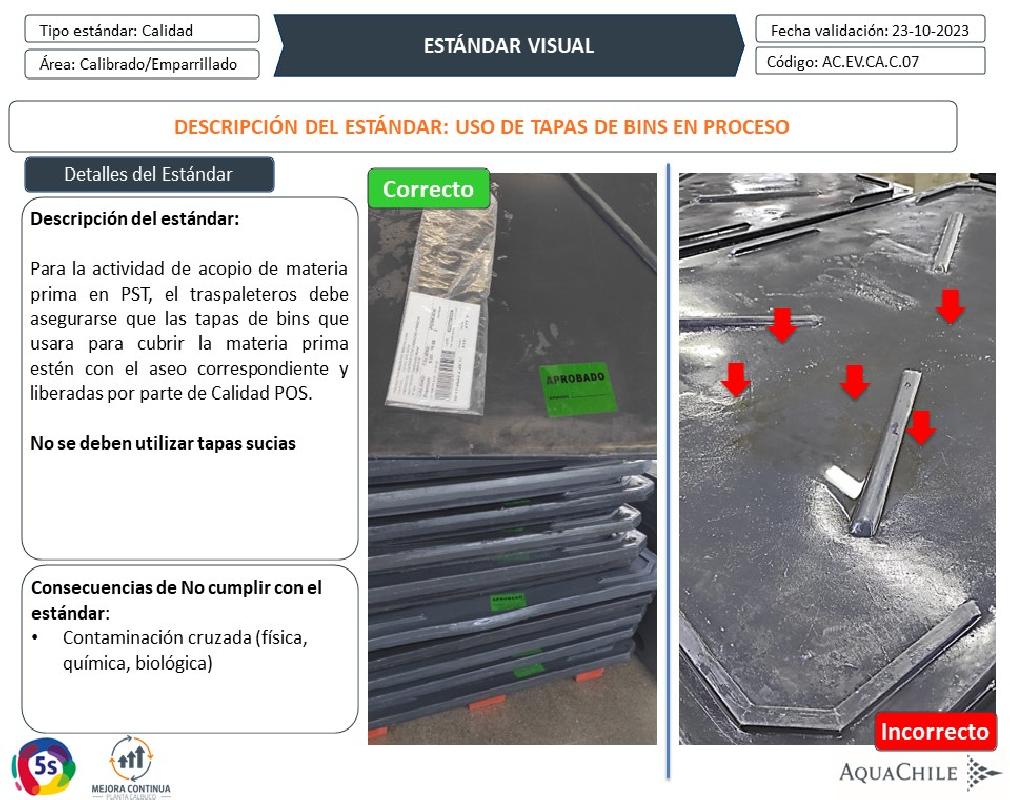 Tipo estándar: Calidad
Área: Calibrado/Emparrillado
ESTÁNDAR VISUAL
Fecha validación: 23-10-2023
Código: AC.EV.CA.C.07
DESCRIPCIÓN DEL ESTÁNDAR: USO DE TAPAS DE BINS EN PROCESO
Detalles del Estándar
Descripción del estándar:
Para la actividad de acopio de materia
prima en PST, el traspaleteros debe
asegurarse que las tapas de bins que
usara para cubrir la materia prima
estén con el aseo correspondiente y
liberadas por parte de Calidad POS.
No se deben utilizar tapas sucias
Consecuencias de No cumplir con el
estándar:
• Contaminación cruzada (física,
química, biológica)
Correcto
APROBADO
APROBADO
Incorrecto
5s
MEJORA CONTINUA
PLANTA CALBUCO
AQUACHILE